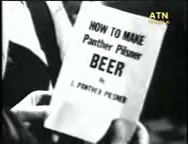 ATN
HOW TO MAKE
Panther Pilsner
BEER
By
L. PANTHER PILSNER